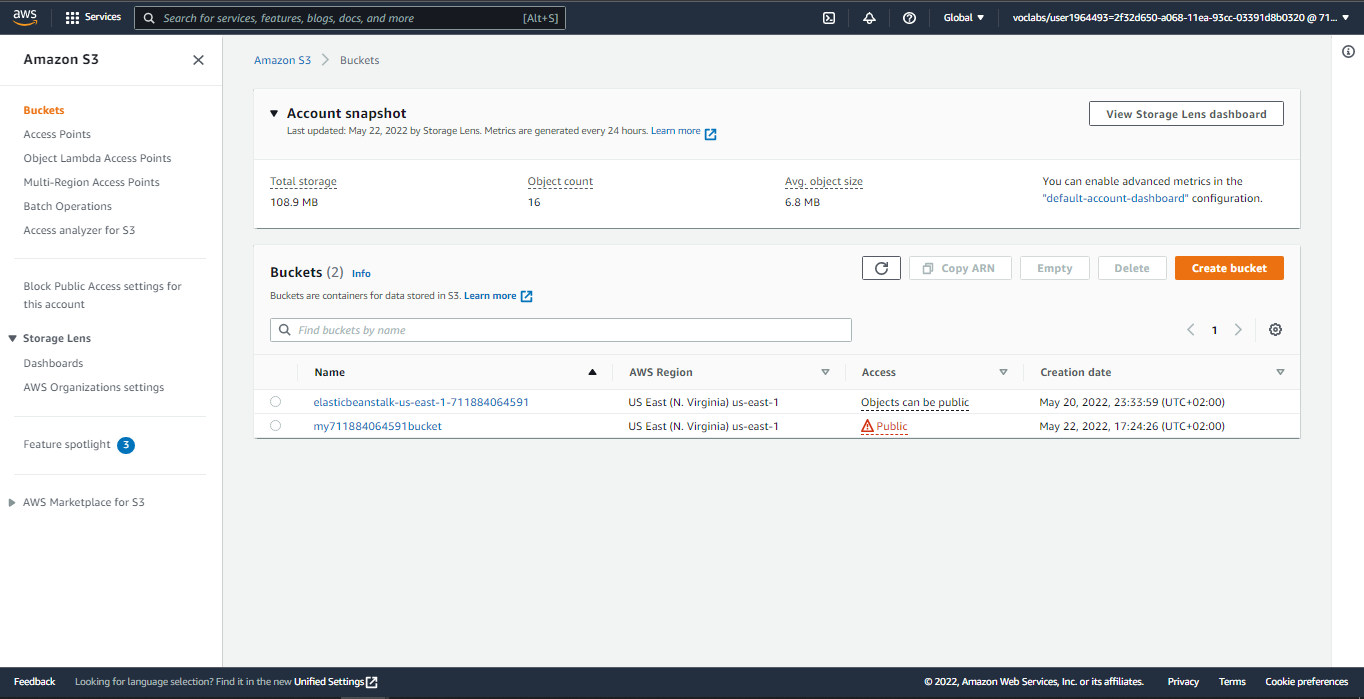 aws
Services
Search for services, features, blogs, docs, and more
[Alt+S]
Global
voclabs/user1964493=2f32d650-a068-11ea-93cc-03391d8b0320 @ 71...
Amazon S3
Buckets
Access Points
Object Lambda Access Points
Multi-Region Access Points
Batch Operations
Access analyzer for S3
Block Public Access settings for
this account
Storage Lens
Dashboards
AWS Organizations settings
Feature spotlight 3
AWS Marketplace for S3
Amazon S3 > Buckets
Account snapshot
Last updated: May 22, 2022 by Storage Lens. Metrics are generated every 24 hours. Learn more
View Storage Lens dashboard
Total storage
108.9 MB
Object count
16
Avg. object size
6.8 MB
You can enable advanced metrics in the
"default-account-dashboard" configuration.
Buckets (2) Info
Buckets are containers for data stored in S3. Learn more
Copy ARN
Empty
Delete
Create bucket
Find buckets by name
1
Name AWS Region Access Creation date
elasticbeanstalk-us-east-1-711884064591 US East (N. Virginia) us-east-1 Objects can be public May 20, 2022, 23:33:59 (UTC+02:00)
my711884064591bucket US East (N. Virginia) us-east-1 Public May 22, 2022, 17:24:26 (UTC+02:00)
Feedback
Looking for language selection? Find it in the new Unified Settings
© 2022, Amazon Web Services, Inc. or its affiliates.
Privacy
Terms
Cookie preferences